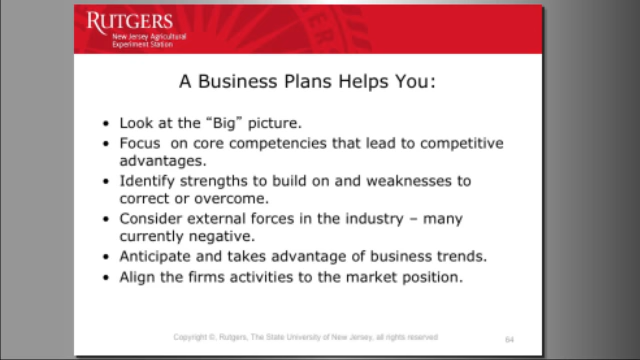 RUTGERS
New Jersey Agricultural
Experiment Station
A Business Plans Helps You:
• Look at the “Big” picture.
• Focus on core competencies that lead to competitive
advantages.
• Identify strengths to build on and weaknesses to
correct or overcome.
• Consider external forces in the industry – many
currently negative.
• Anticipate and takes advantage of business trends.
• Align the firms activities to the market position.
Copyright ©, Rutgers, The State University of New Jersey, all rights reserved
64